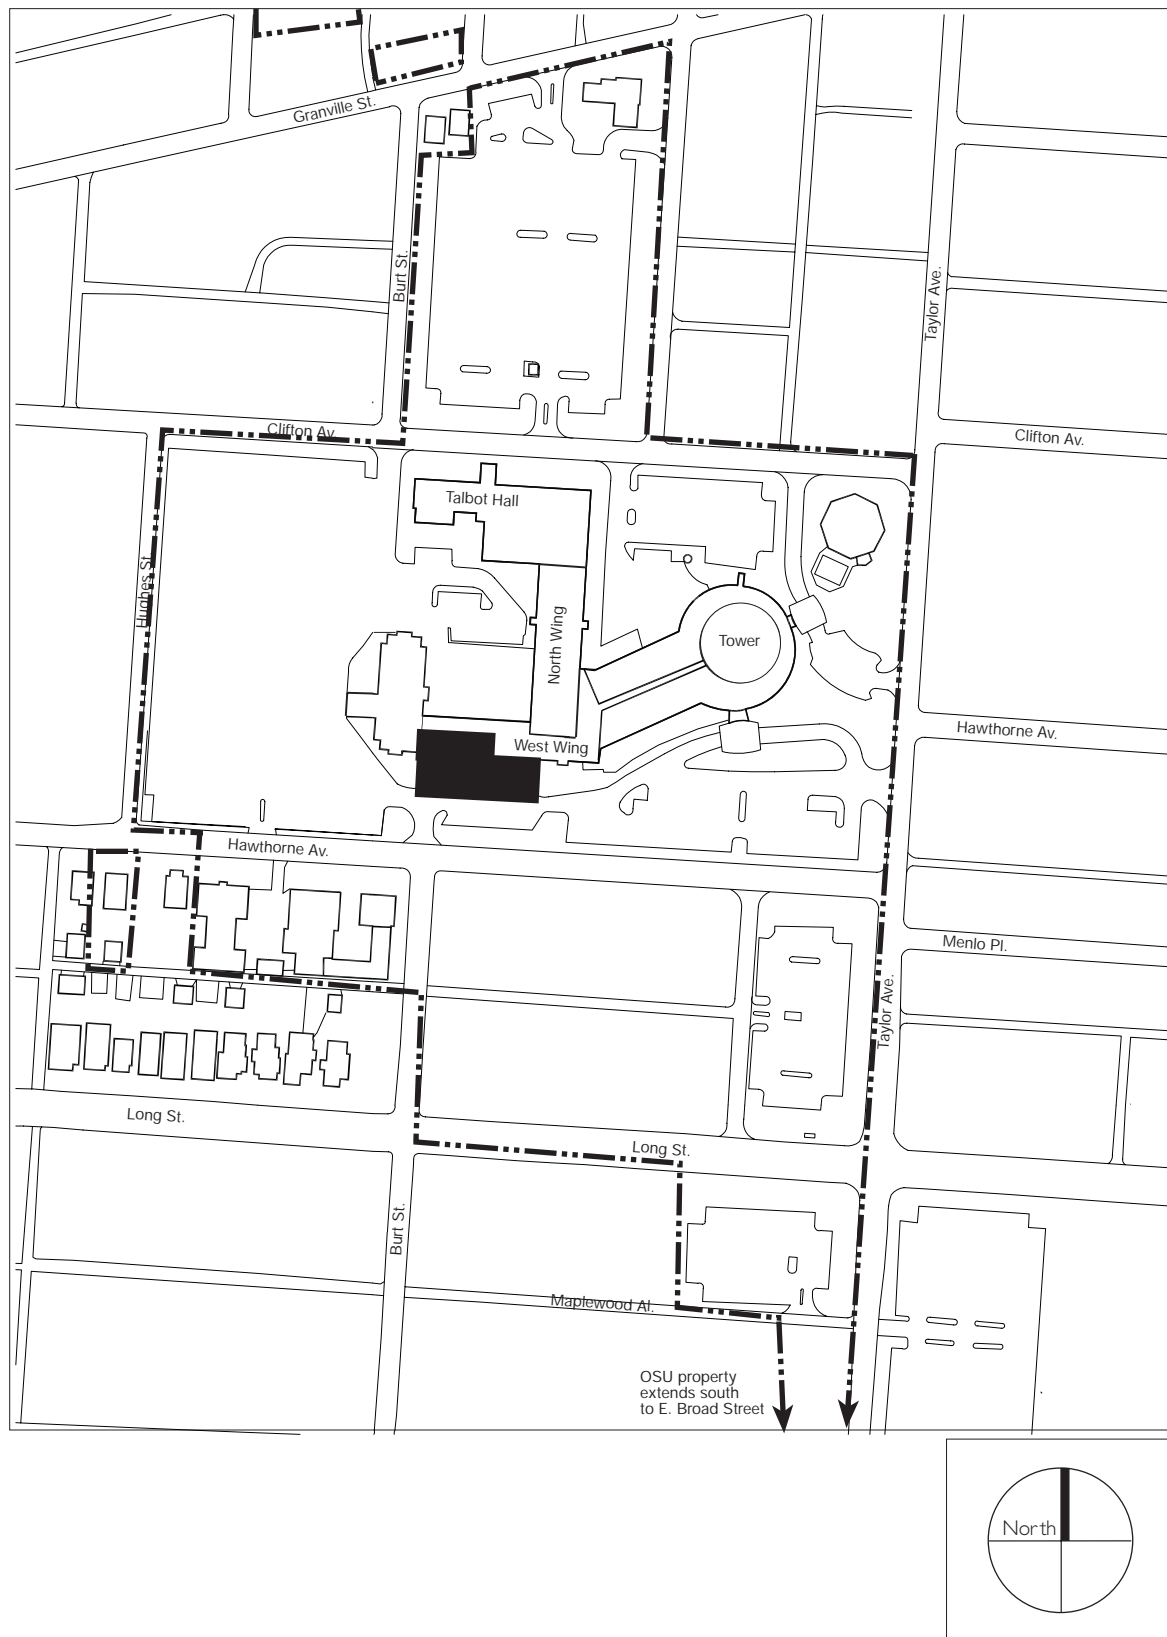 Granville St.
Burt St.
Taylor Ave.
Clifton Av.
Clifton Av.
Talbot Hall
Hughes St.
North Wing
Tower
West Wing
Hawthorne Av.
Hawthorne Av.
Menlo Pl.
Taylor Ave.
Long St.
Long St.
Burt St.
Maplewood Al.
OSU property
extends south
to E. Broad Street
North